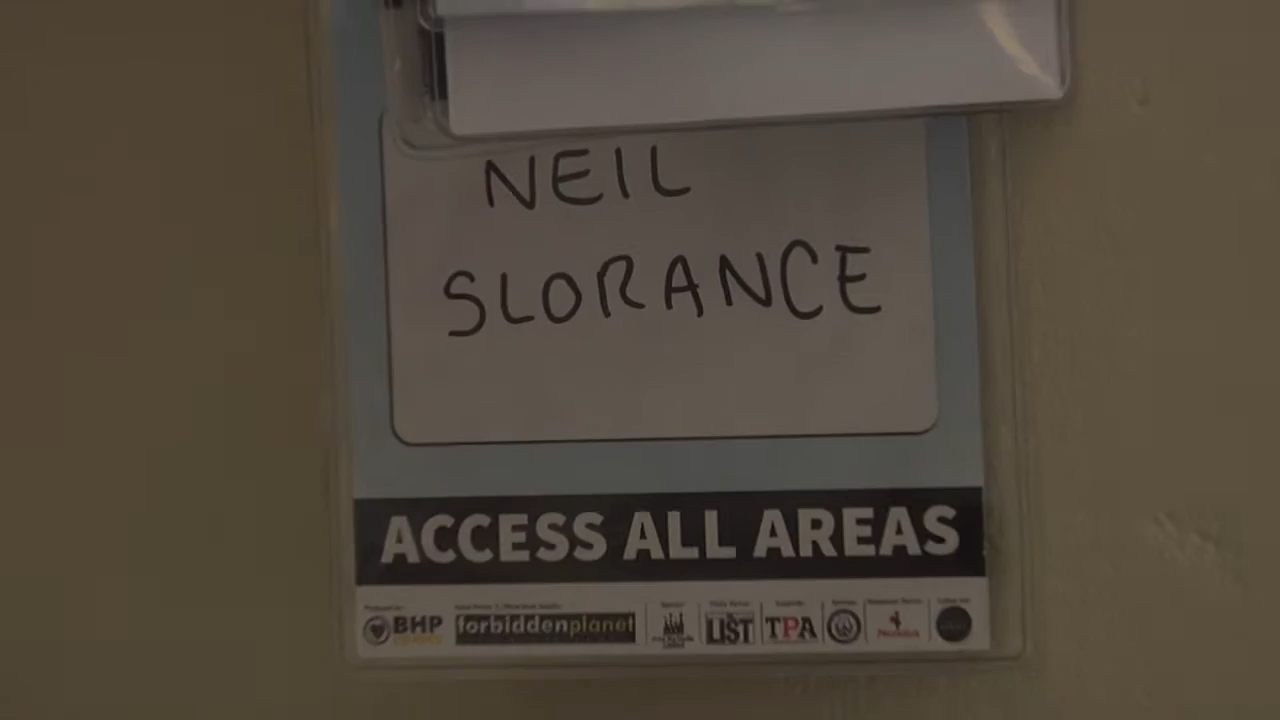 NEIL
SLORANCE
ACCESS ALL AREAS
BHP
forbiddenplanet
LIST
TPA